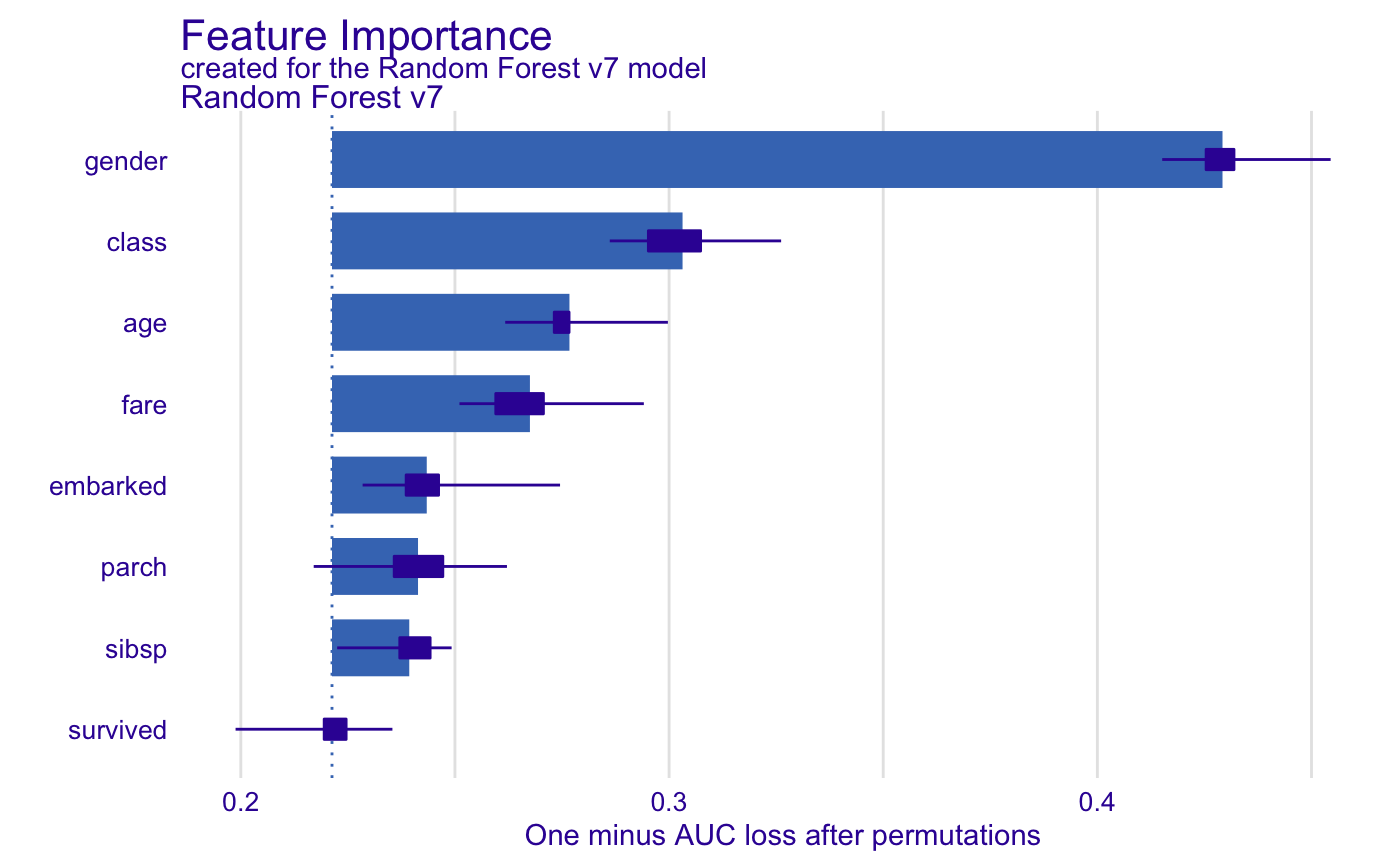 Feature Importance
created for the Random Forest v7 model
Random Forest v7
gender
class
age
fare
embarked
parch
sibsp
survived
0.2 0.3 0.4
One minus AUC loss after permutations